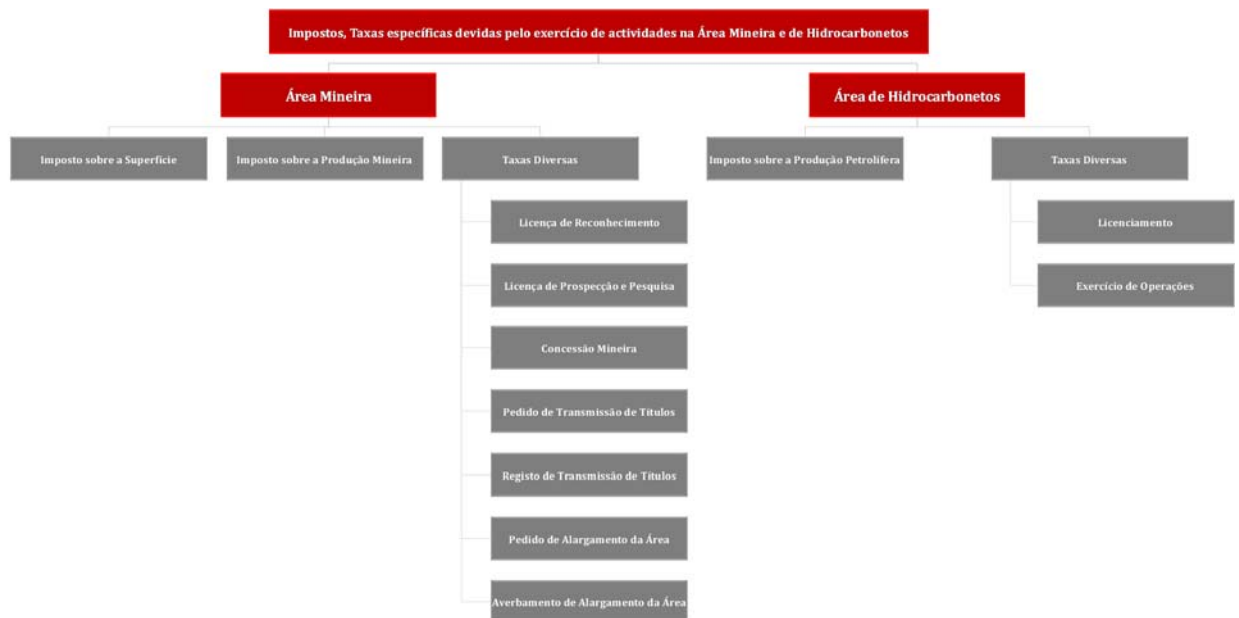 Impostos, Taxas específicas devidas pelo exercício de actividades na Área Mineira e de Hidrocarbonetos
Área Mineira
Área de Hidrocarbonetos
Imposto sobre a Superfície
Imposto sobre a Produção Mineira
Taxas Diversas
Imposto sobre a Produção Petrolífera
Taxas Diversas
Licença de Reconhecimento
Licenciamento
Licença de Prospecção e Pesquisa
Exercício de Operações
Concessão Mineira
Pedido de Transmissão de Títulos
Registo de Transmissão de Títulos
Pedido de Alargamento da Área
Averbamento de Alargamento da Área